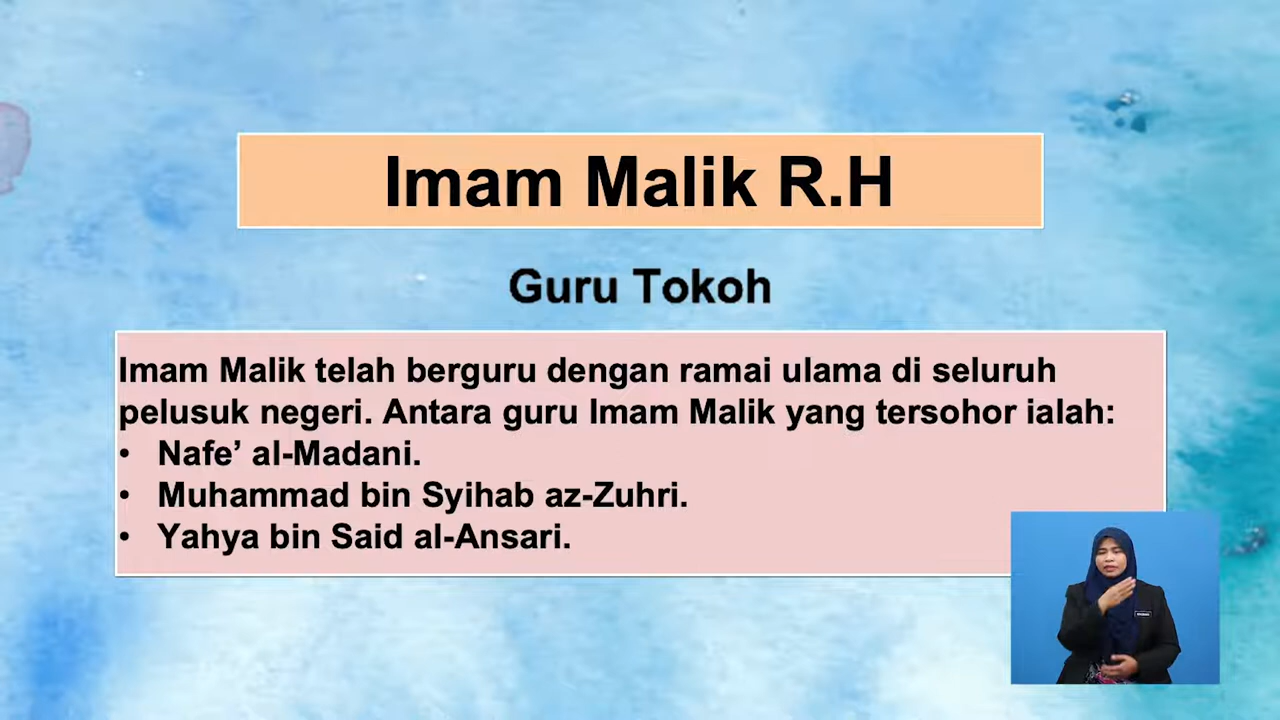 Imam Malik R.H
Guru Tokoh
Imam Malik telah berguru dengan ramai ulama di seluruh
pelusuk negeri. Antara guru Imam Malik yang tersohor ialah:
• Nafe’ al-Madani.
• Muhammad bin Syihab az-Zuhri.
• Yahya bin Said al-Ansari.